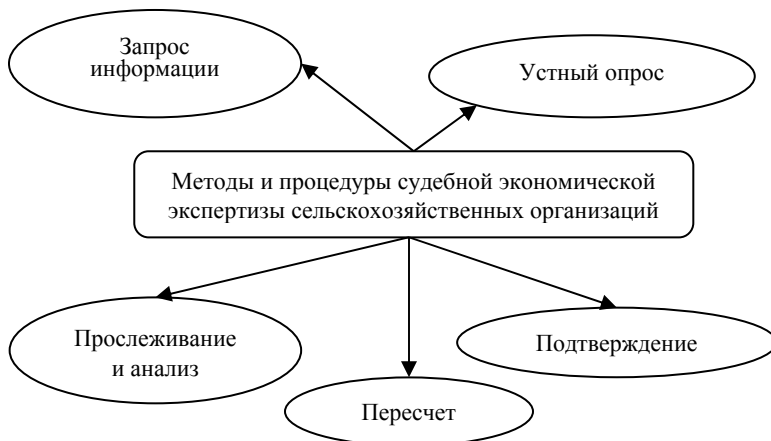 Запрос
информации
Устный опрос
Методы и процедуры судебной экономической
экспертизы сельскохозяйственных организаций
Прослеживание
и анализ
Подтверждение
Пересчет